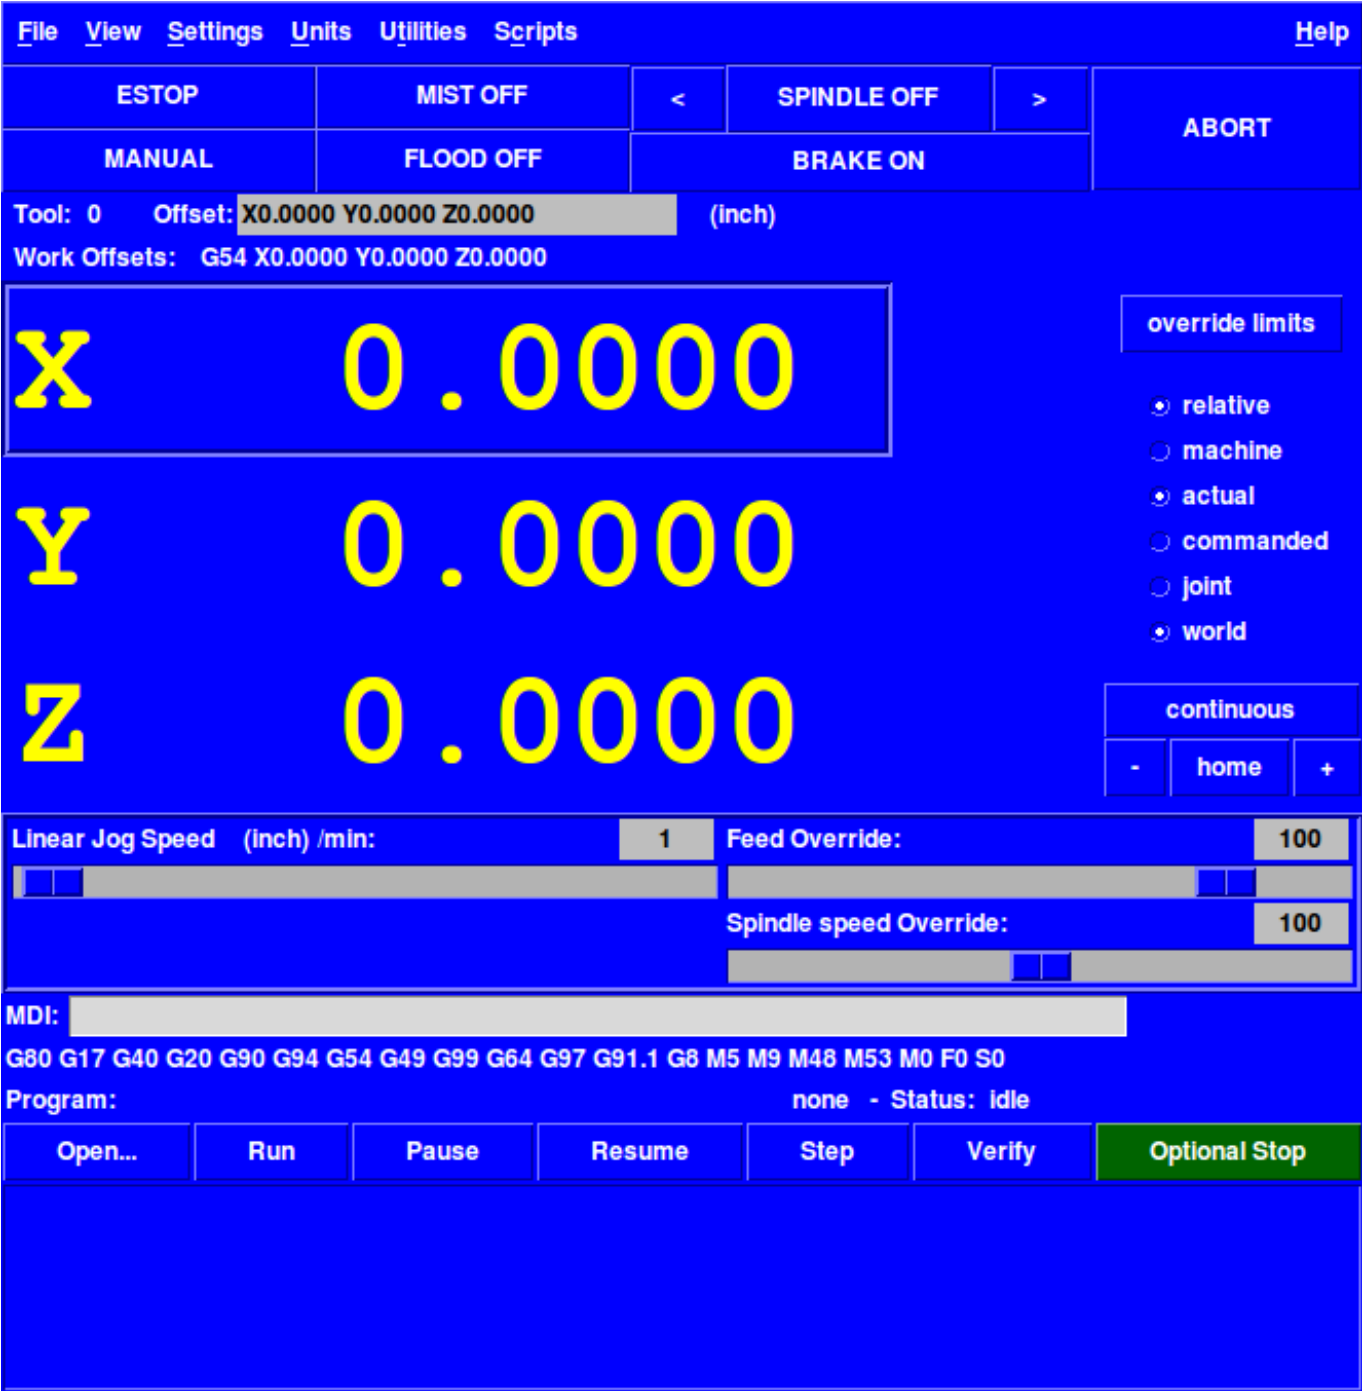 File View Settings Units Utilities Scripts Help
ESTOP MIST OFF < SPINDLE OFF > ABORT
MANUAL FLOOD OFF BRAKE ON
Tool: 0 Offset: X0.0000 Y0.0000 Z0.0000 (inch)
Work Offsets: G54 X0.0000 Y0.0000 Z0.0000
X 0.0000
Y 0.0000
Z 0.0000
override limits
relative
machine
actual
commanded
joint
world
continuous
- home +
Linear Jog Speed (inch) /min: 1 Feed Override: 100
Spindle speed Override: 100
MDI:
G80 G17 G40 G20 G90 G94 G54 G49 G99 G64 G97 G91.1 G8 M5 M9 M48 M53 M0 F0 S0
Program: none - Status: idle
Open... Run Pause Resume Step Verify Optional Stop